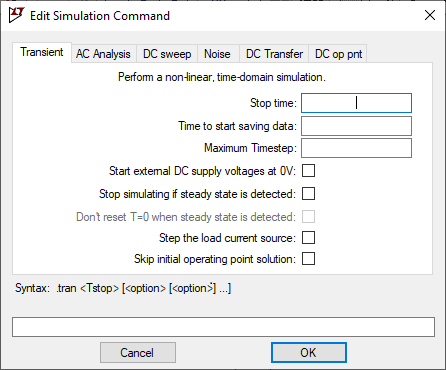 Edit Simulation Command
Transient AC Analysis DC sweep Noise DC Transfer DC op pnt
Perform a non-linear, time-domain simulation.
Stop time:
Time to start saving data:
Maximum Timestep:
Start external DC supply voltages at 0V:
Stop simulating if steady state is detected:
Don't reset T=0 when steady state is detected:
Step the load current source:
Skip initial operating point solution:
Syntax: .tran <Tstop> [<option> [<option>] ...]
Cancel OK